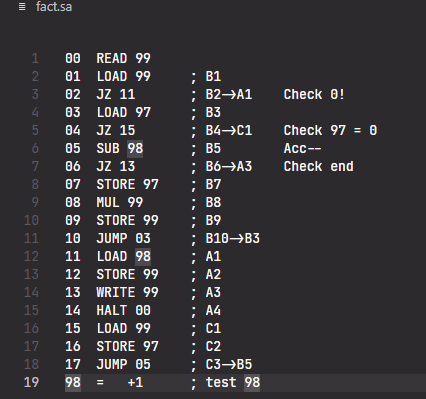 fact.sa
1 00 READ 99
2 01 LOAD 99 ; B1
3 02 JZ 11 ; B2->A1 Check 0!
4 03 LOAD 97 ; B3
5 04 JZ 15 ; B4->C1 Check 97 = 0
6 05 SUB 98 ; B5 Acc--
7 06 JZ 13 ; B6->A3 Check end
8 07 STORE 97 ; B7
9 08 MUL 99 ; B8
10 09 STORE 99 ; B9
11 10 JUMP 03 ; B10->B3
12 11 LOAD 98 ; A1
13 12 STORE 99 ; A2
14 13 WRITE 99 ; A3
15 14 HALT 00 ; A4
16 15 LOAD 99 ; C1
17 16 STORE 97 ; C2
18 17 JUMP 05 ; C3->B5
19 98 = +1 ; test 98